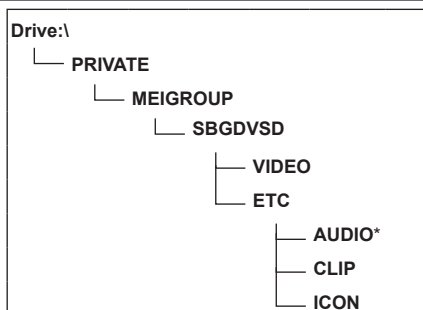 Drive:\
PRIVATE
MEIGROUP
SBGDVSD
VIDEO
ETC
AUDIO*
CLIP
ICON